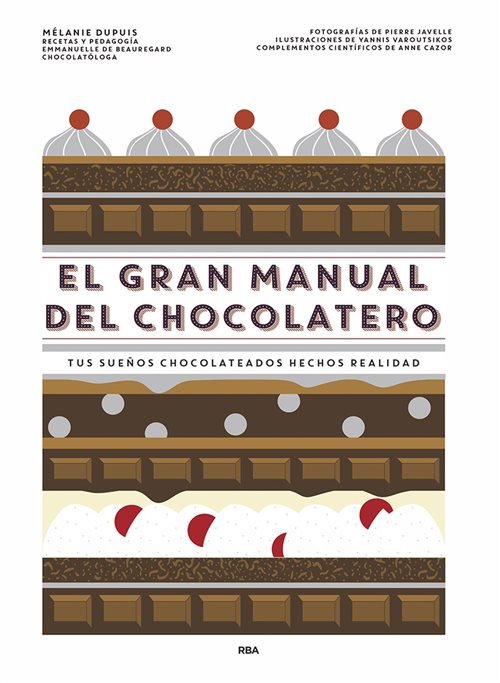 MÉLANIE DUPUIS
RECETAS Y PEDAGOGÍA
EMMANUELLE DE BEAUREGARD
CHOCOLATÓLOGA
FOTOGRAFÍAS DE PIERRE JAVELLE
ILUSTRACIONES DE YANNIS VAROUTSIKOS
COMPLEMENTOS CIENTÍFICOS DE ANNE CAZOR
EL GRAN MANUAL
DEL CHOCOLATERO
TUS SUEÑOS CHOCOLATEADOS HECHOS REALIDAD
RBA